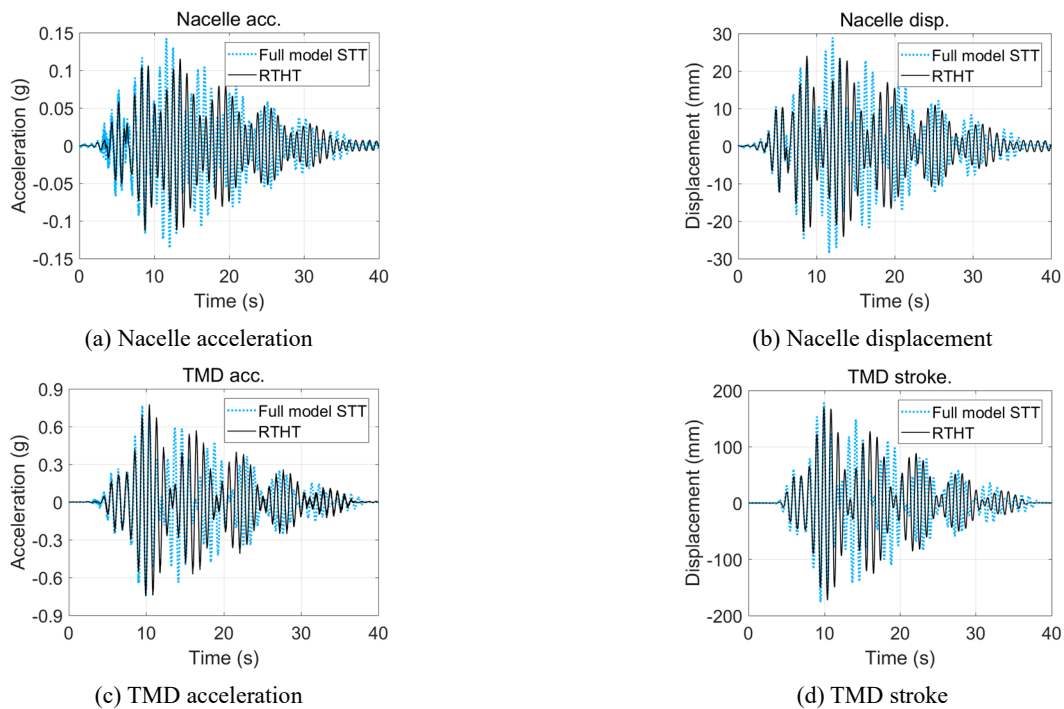 Nacelle acc.
Full model STT
RTHT
Acceleration (g)
0.15
0.1
0.05
0
-0.05
-0.1
-0.15
0 10 20 30 40
Time (s)
(a) Nacelle acceleration
Nacelle disp.
Full model STT
RTHT
Displacement (mm)
30
20
10
0
-10
-20
-30
0 10 20 30 40
Time (s)
(b) Nacelle displacement
TMD acc.
Full model STT
RTHT
Acceleration (g)
0.9
0.6
0.3
0
-0.3
-0.6
0.9
0 10 20 30 40
Time (s)
(c) TMD acceleration
TMD stroke.
Full model STT
RTHT
Displacement (mm)
200
100
0
-100
-200
0 10 20 30 40
Time (s)
(d) TMD stroke